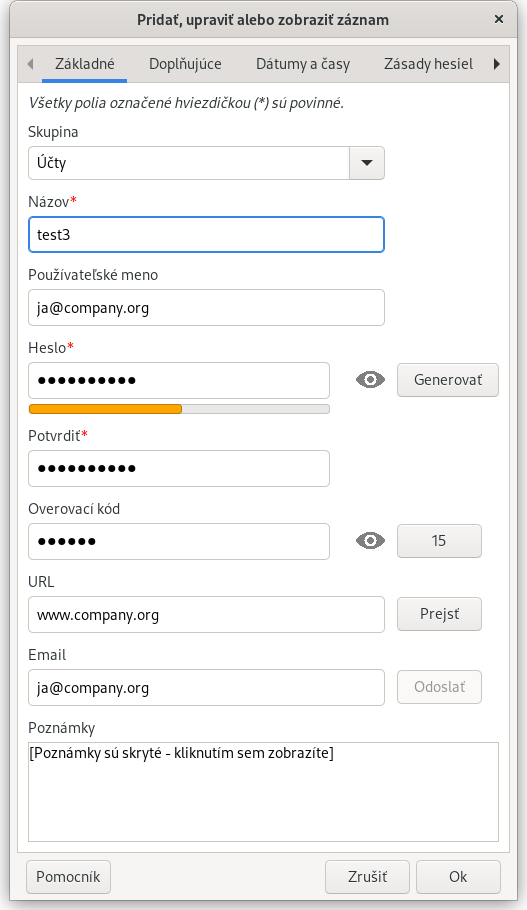 Pridať, upraviť alebo zobraziť záznam ×
Základné Doplňujúce Dátumy a časy Zásady hesiel
Všetky polia označené hviezdičkou (*) sú povinné.
Skupina
Účty
Názov*
test3
Používateľské meno
ja@company.org
Heslo*
●●●●●●●●●● Generovať
Potvrdiť*
●●●●●●●●●●
Overovací kód
●●●●●● 15
URL
www.company.org Prejsť
Email
ja@company.org Odoslať
Poznámky
[Poznámky sú skryté - kliknutím sem zobrazíte]
Pomocník Zrušiť Ok